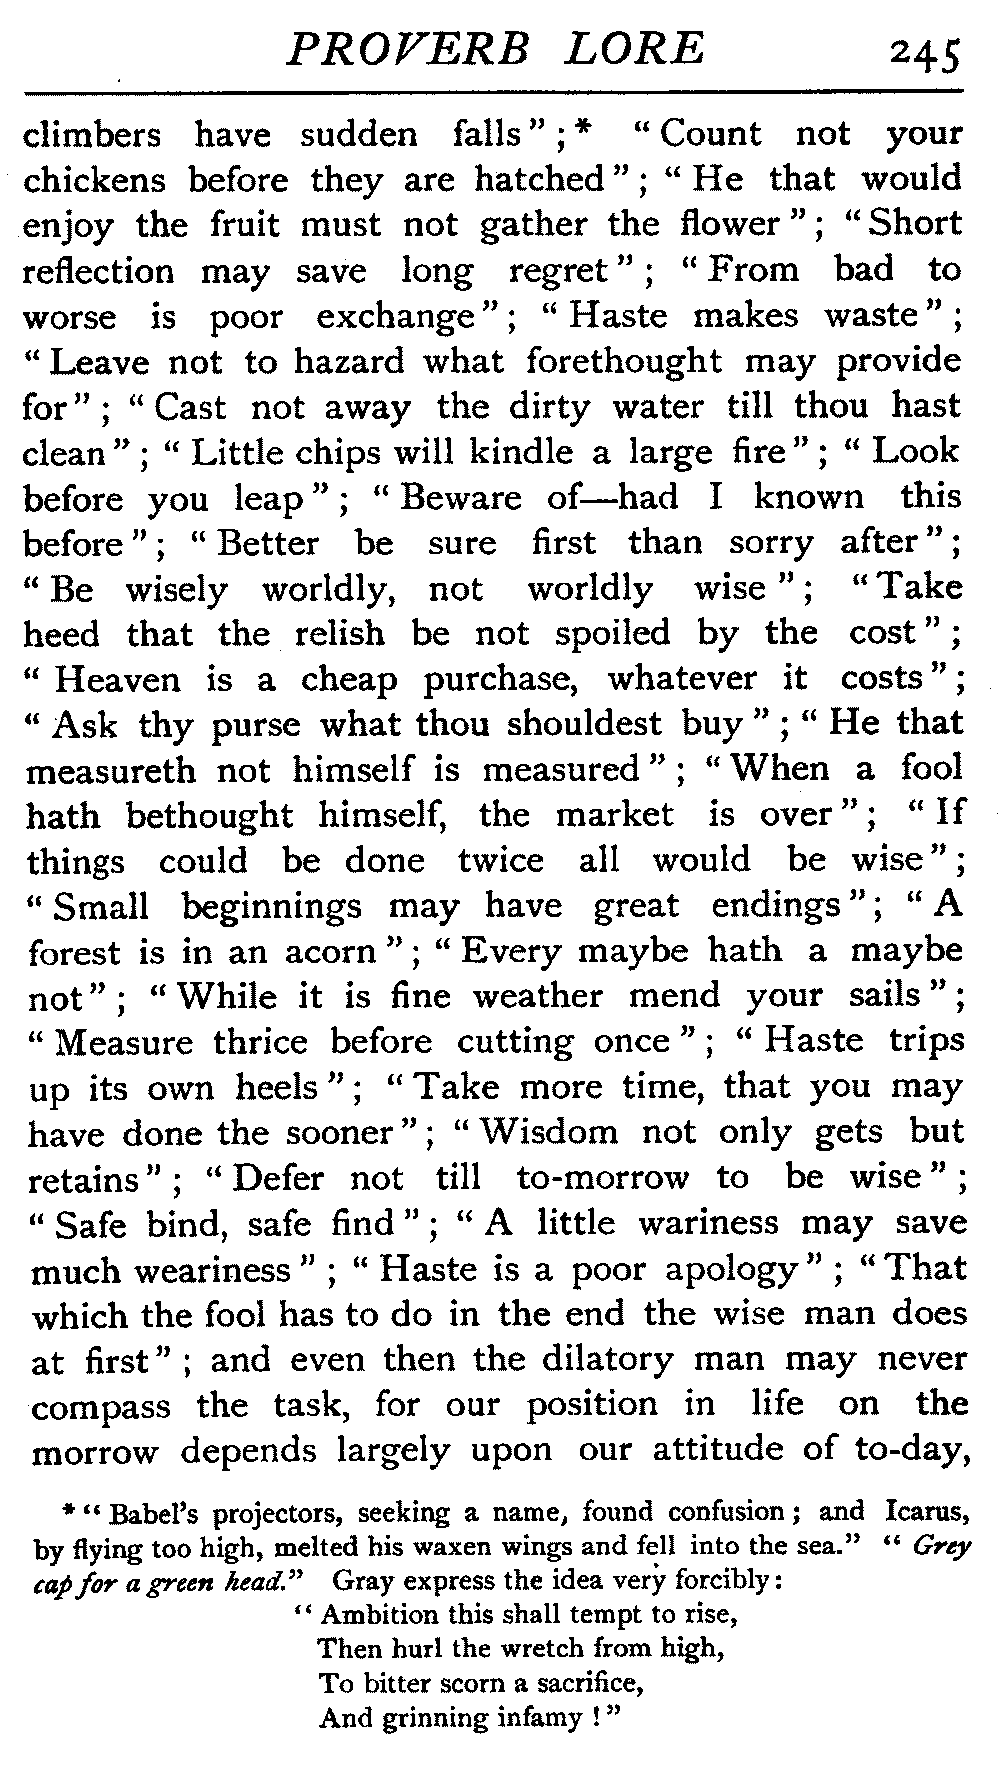 PROVERB LORE 245
climbers have sudden falls” ; * “ Count not your
chickens before they are hatched” ; “ He that would
enjoy the fruit must not gather the flower” ; “ Short
reflection may save long regret” ; “ From bad to
worse is poor exchange” ; “ Haste makes waste” ;
“ Leave not to hazard what forethought may provide
for” ; “ Cast not away the dirty water till thou hast
clean” ; “ Little chips will kindle a large fire” ; “ Look
before you leap” ; “ Beware of—had I known this
before” ; “ Better be sure first than sorry after” ;
“ Be wisely worldly, not worldly wise” ; “ Take
heed that the relish be not spoiled by the cost” ;
“ Heaven is a cheap purchase, whatever it costs” ;
“ Ask thy purse what thou shouldest buy” ; “ He that
measureth not himself is measured” ; “ When a fool
hath bethought himself, the market is over” ; “ If
things could be done twice all would be wise” ;
“ Small beginnings may have great endings” ; “ A
forest is in an acorn” ; “ Every maybe hath a maybe
not” ; “ While it is fine weather mend your sails” ;
“ Measure thrice before cutting once” ; “ Haste trips
up its own heels” ; “ Take more time, that you may
have done the sooner” ; “ Wisdom not only gets but
retains” ; “ Defer not till to-morrow to be wise” ;
“ Safe bind, safe find” ; “ A little wariness may save
much weariness” ; “ Haste is a poor apology” ; “ That
which the fool has to do in the end the wise man does
at first” ; and even then the dilatory man may never
compass the task, for our position in life on the
morrow depends largely upon our attitude of to-day,
* “ Babel’s projectors, seeking a name, found confusion ; and Icarus,
by flying too high, melted his waxen wings and fell into the sea.” “ Grey
cap for a green head.” Gray express the idea very forcibly :
“ Ambition this shall tempt to rise,
Then hurl the wretch from high,
To bitter scorn a sacrifice,
And grinning infamy ! ”